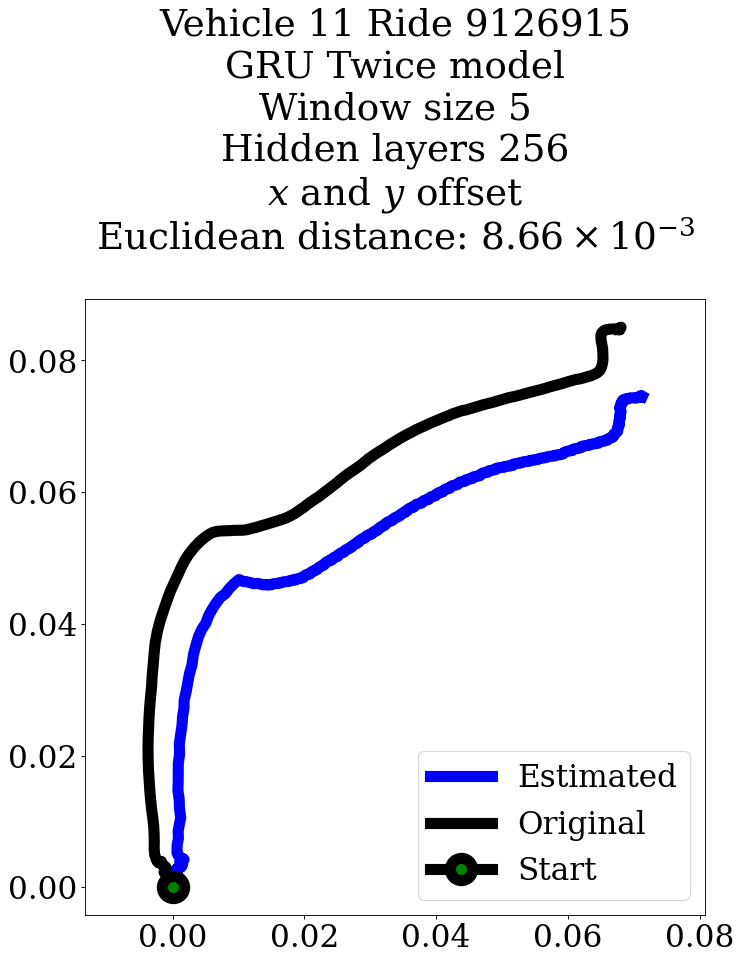 Vehicle 11 Ride 9126915
GRU Twice model
Window size 5
Hidden layers 256
x and y offset
Euclidean distance: 8.66 × 10⁻³
0.08
0.06
0.04
0.02
0.00
Estimated
Original
Start
0.00 0.02 0.04 0.06 0.08